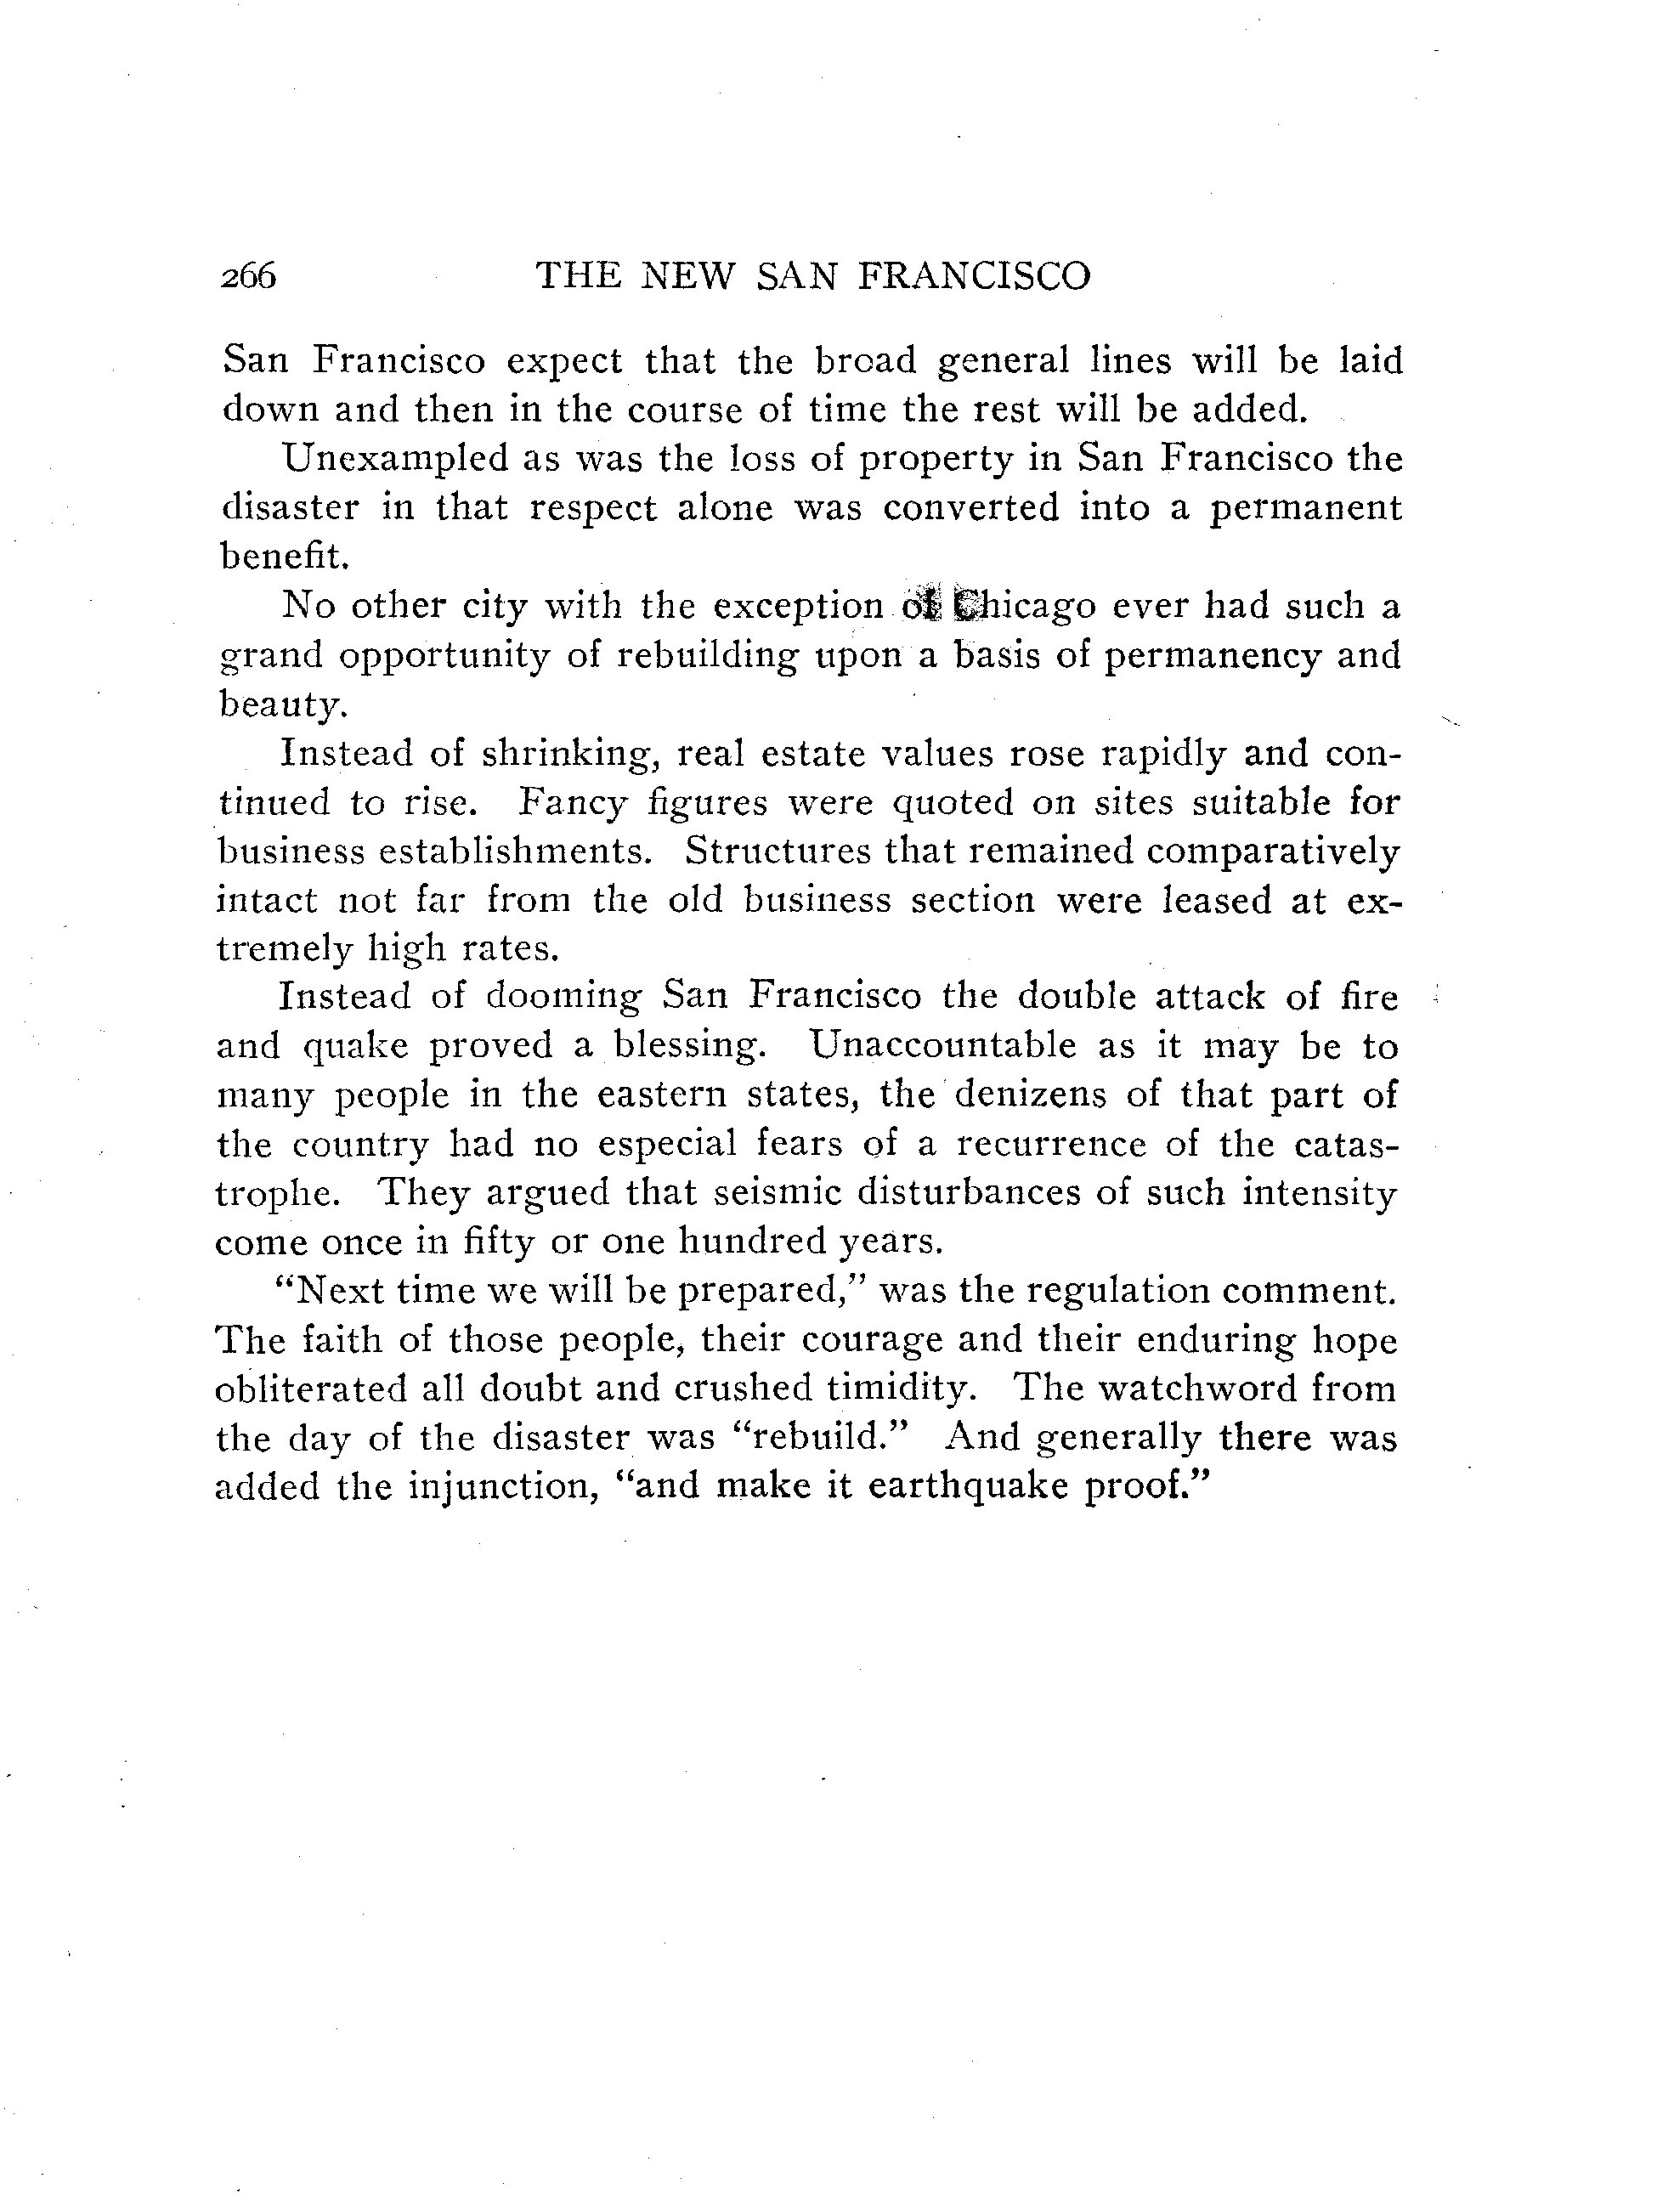 266 THE NEW SAN FRANCISCO
San Francisco expect that the broad general lines will be laid
down and then in the course of time the rest will be added.
Unexampled as was the loss of property in San Francisco the
disaster in that respect alone was converted into a permanent
benefit.
No other city with the exception of Chicago ever had such a
grand opportunity of rebuilding upon a basis of permanency and
beauty.
Instead of shrinking, real estate values rose rapidly and con-
tinued to rise. Fancy figures were quoted on sites suitable for
business establishments. Structures that remained comparatively
intact not far from the old business section were leased at ex-
tremely high rates.
Instead of dooming San Francisco the double attack of fire
and quake proved a blessing. Unaccountable as it may be to
many people in the eastern states, the denizens of that part of
the country had no especial fears of a recurrence of the catas-
trophe. They argued that seismic disturbances of such intensity
come once in fifty or one hundred years.
“Next time we will be prepared,” was the regulation comment.
The faith of those people, their courage and their enduring hope
obliterated all doubt and crushed timidity. The watchword from
the day of the disaster was “rebuild.” And generally there was
added the injunction, “and make it earthquake proof.”